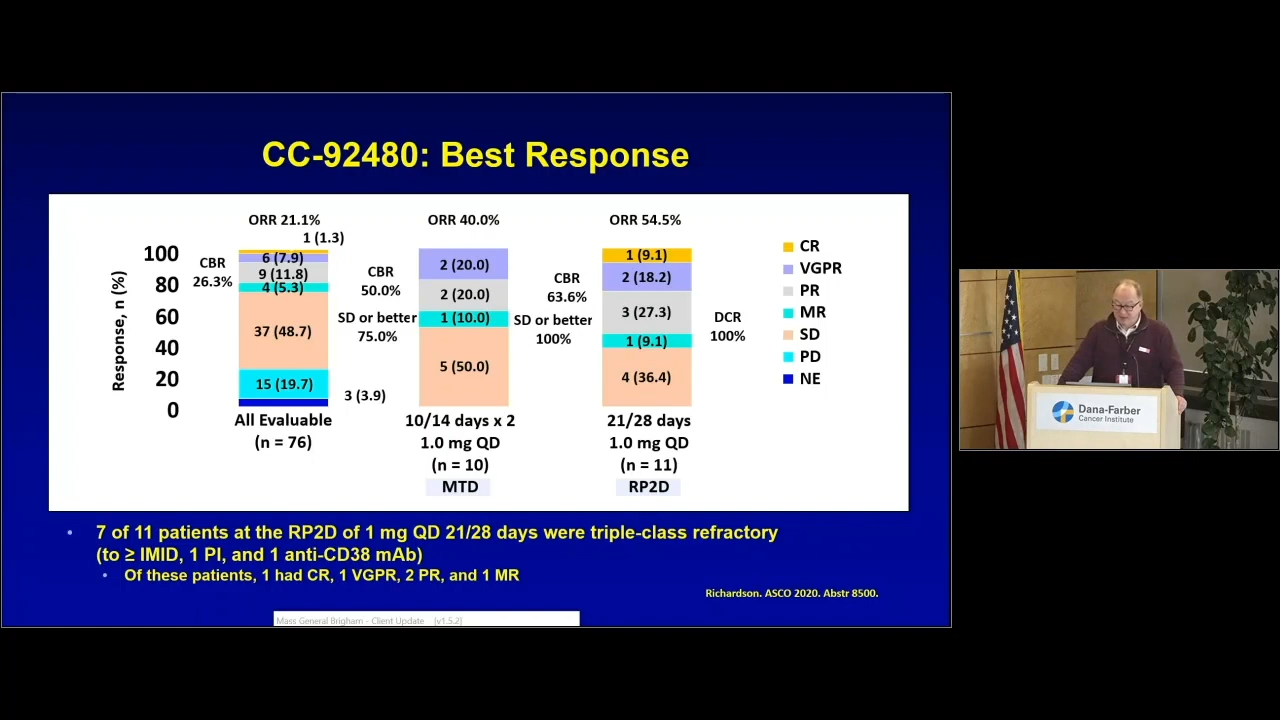 CC-92480: Best Response
ORR 21.1%
ORR 40.0%
ORR 54.5%
Response, n (%)
100
80
60
40
20
0
CBR
26.3%
1 (1.3)
6 (7.9)
9 (11.8)
4 (5.3)
37 (48.7)
15 (19.7)
3 (3.9)
All Evaluable
(n = 76)
CBR
50.0%
SD or better
75.0%
2 (20.0)
2 (20.0)
1 (10.0)
5 (50.0)
10/14 days x 2
1.0 mg QD
(n = 10)
MTD
CBR
63.6%
SD or better
100%
1 (9.1)
2 (18.2)
3 (27.3)
1 (9.1)
4 (36.4)
21/28 days
1.0 mg QD
(n = 11)
RP2D
DCR
100%
CR
VGPR
PR
MR
SD
PD
NE
• 7 of 11 patients at the RP2D of 1 mg QD 21/28 days were triple-class refractory
(to ≥ IMID, 1 PI, and 1 anti-CD38 mAb)
• Of these patients, 1 had CR, 1 VGPR, 2 PR, and 1 MR
Richardson. ASCO 2020. Abstr 8500.
Mass General Brigham - Client Update [v1.5.2]
Dana-Farber
Cancer Institute